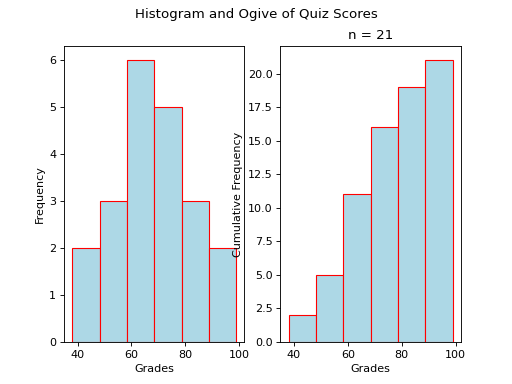 Histogram and Ogive of Quiz Scores
n = 21
Frequency
6
5
4
3
2
1
0
40 60 80 100
Grades
Cumulative Frequency
20.0
17.5
15.0
12.5
10.0
7.5
5.0
2.5
0.0
40 60 80 100
Grades